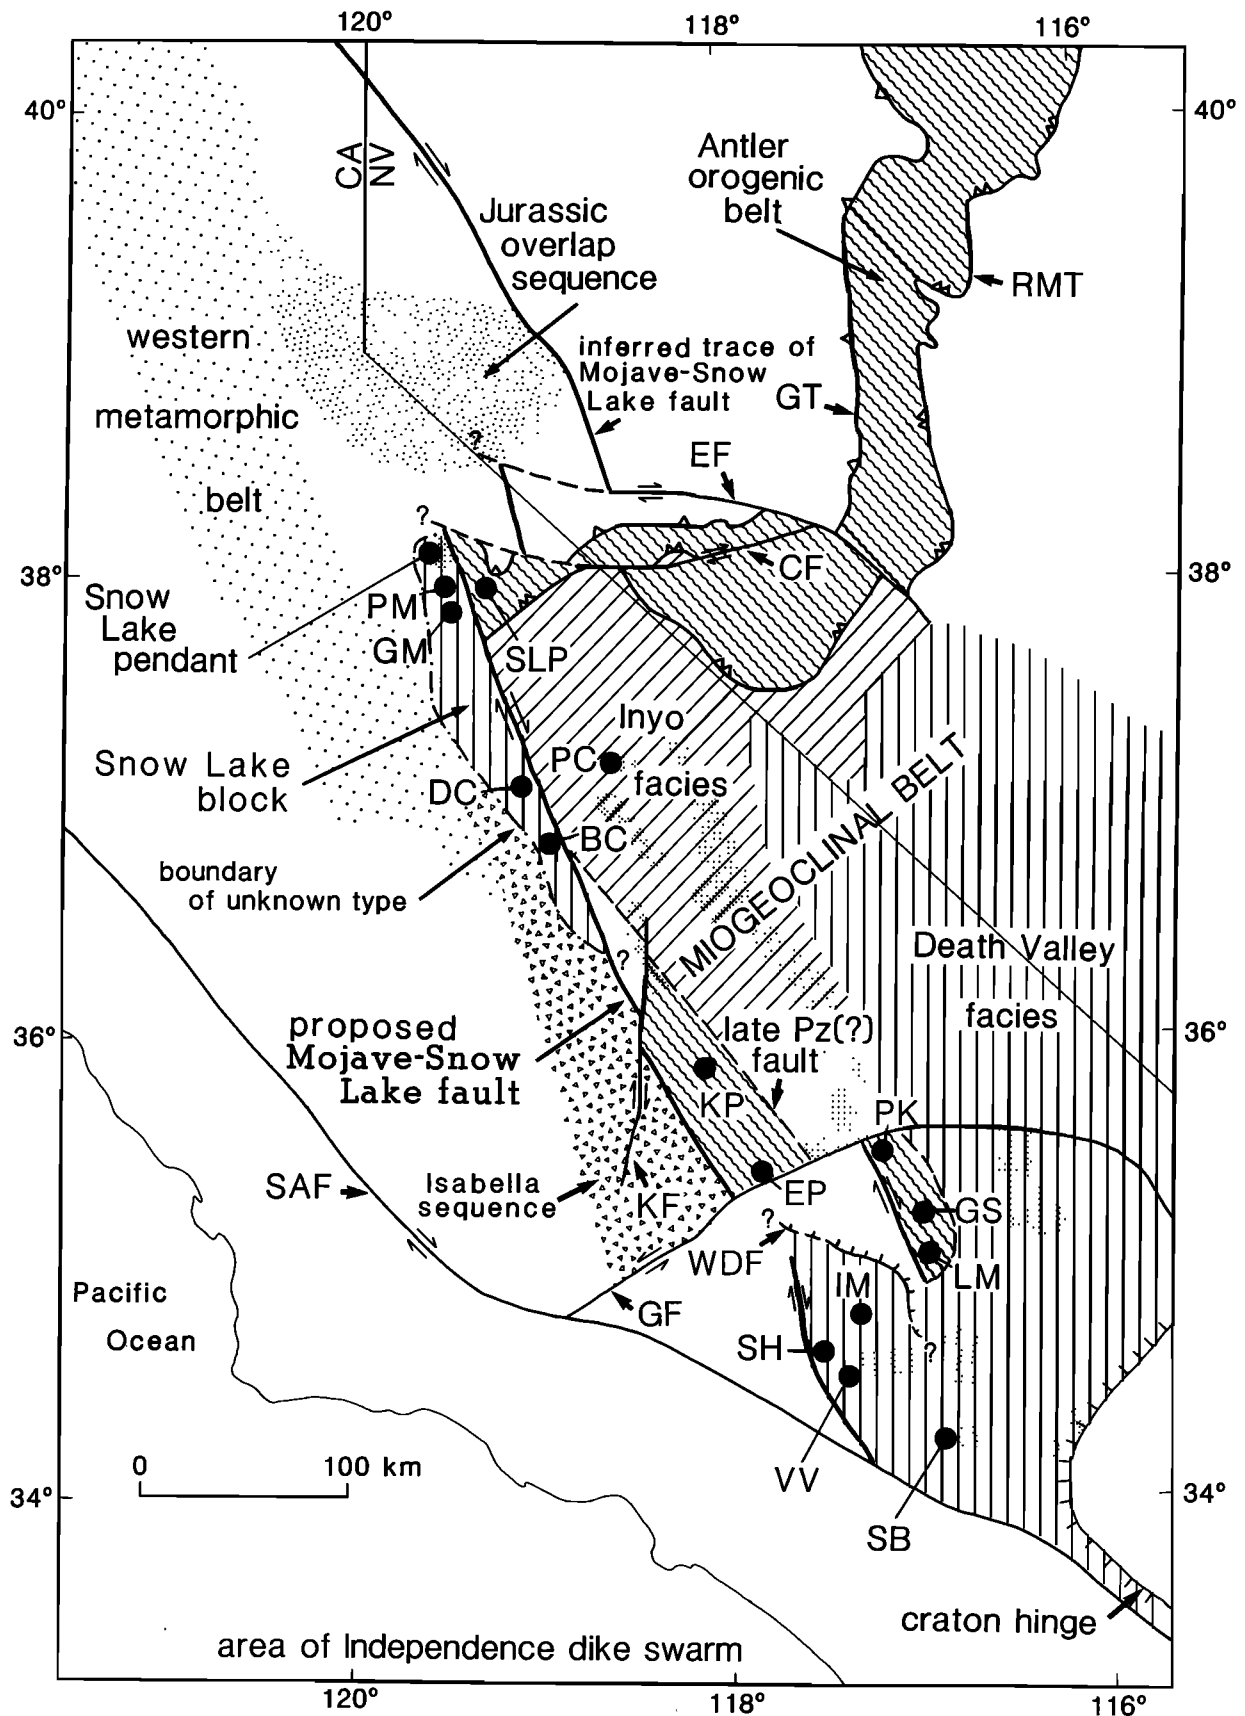 120°
118°
116°
40°
40°
CA
NV
Antler
orogenic
belt
Jurassic
overlap
sequence
RMT
western
metamorphic
belt
inferred trace of
Mojave-Snow
Lake fault
GT
?
EF
?
CF
38°
38°
Snow
Lake
pendant
PM
GM
SLP
Inyo
facies
PC
Snow Lake
block
DC
BC
MIOGEOCLINAL BELT
boundary
of unknown type
Death Valley
facies
?
36°
36°
proposed
Mojave-Snow
Lake fault
late Pz(?)
fault
KP
PK
SAF
Isabella
sequence
KF
EP
GS
?
WDF
LM
IM
Pacific
Ocean
GF
SH
?
0
100 km
VV
34°
34°
SB
craton hinge
area of Independence dike swarm
120°
118°
116°